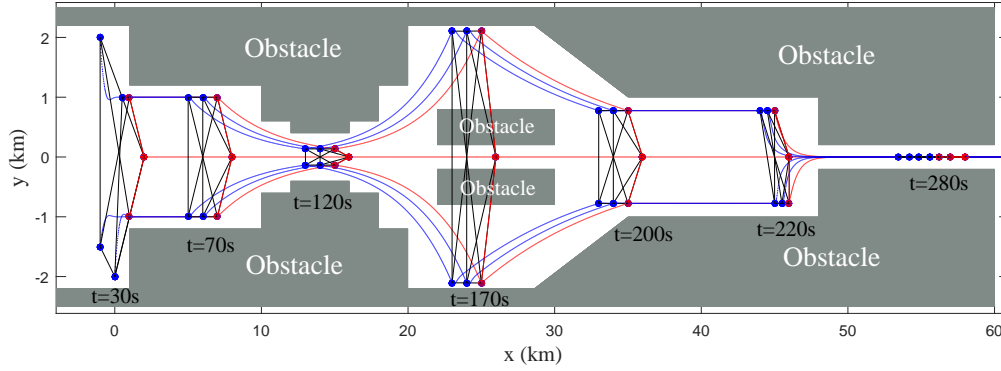 Obstacle
Obstacle
Obstacle
Obstacle
Obstacle
Obstacle
t=30s
t=70s
t=120s
t=170s
t=200s
t=220s
t=280s
2
1
0
-1
-2
y (km)
0
10
20
30
40
50
60
x (km)